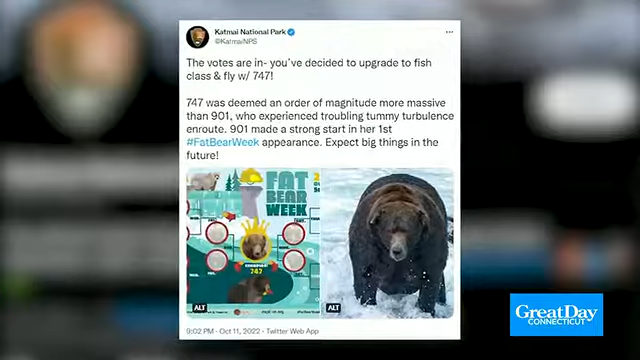 Katmai National Park
@KatmaiNPS
The votes are in- you've decided to upgrade to fish
class & fly w/ 747!
747 was deemed an order of magnitude more massive
than 901, who experienced troubling tummy turbulence
enroute. 901 made a strong start in her 1st
#FatBearWeek appearance. Expect big things in the
future!
FAT
BEAR
WEEK
747
ALT
ALT
9:02 PM · Oct 11, 2022 · Twitter Web App
GreatDay
CONNECTICUT